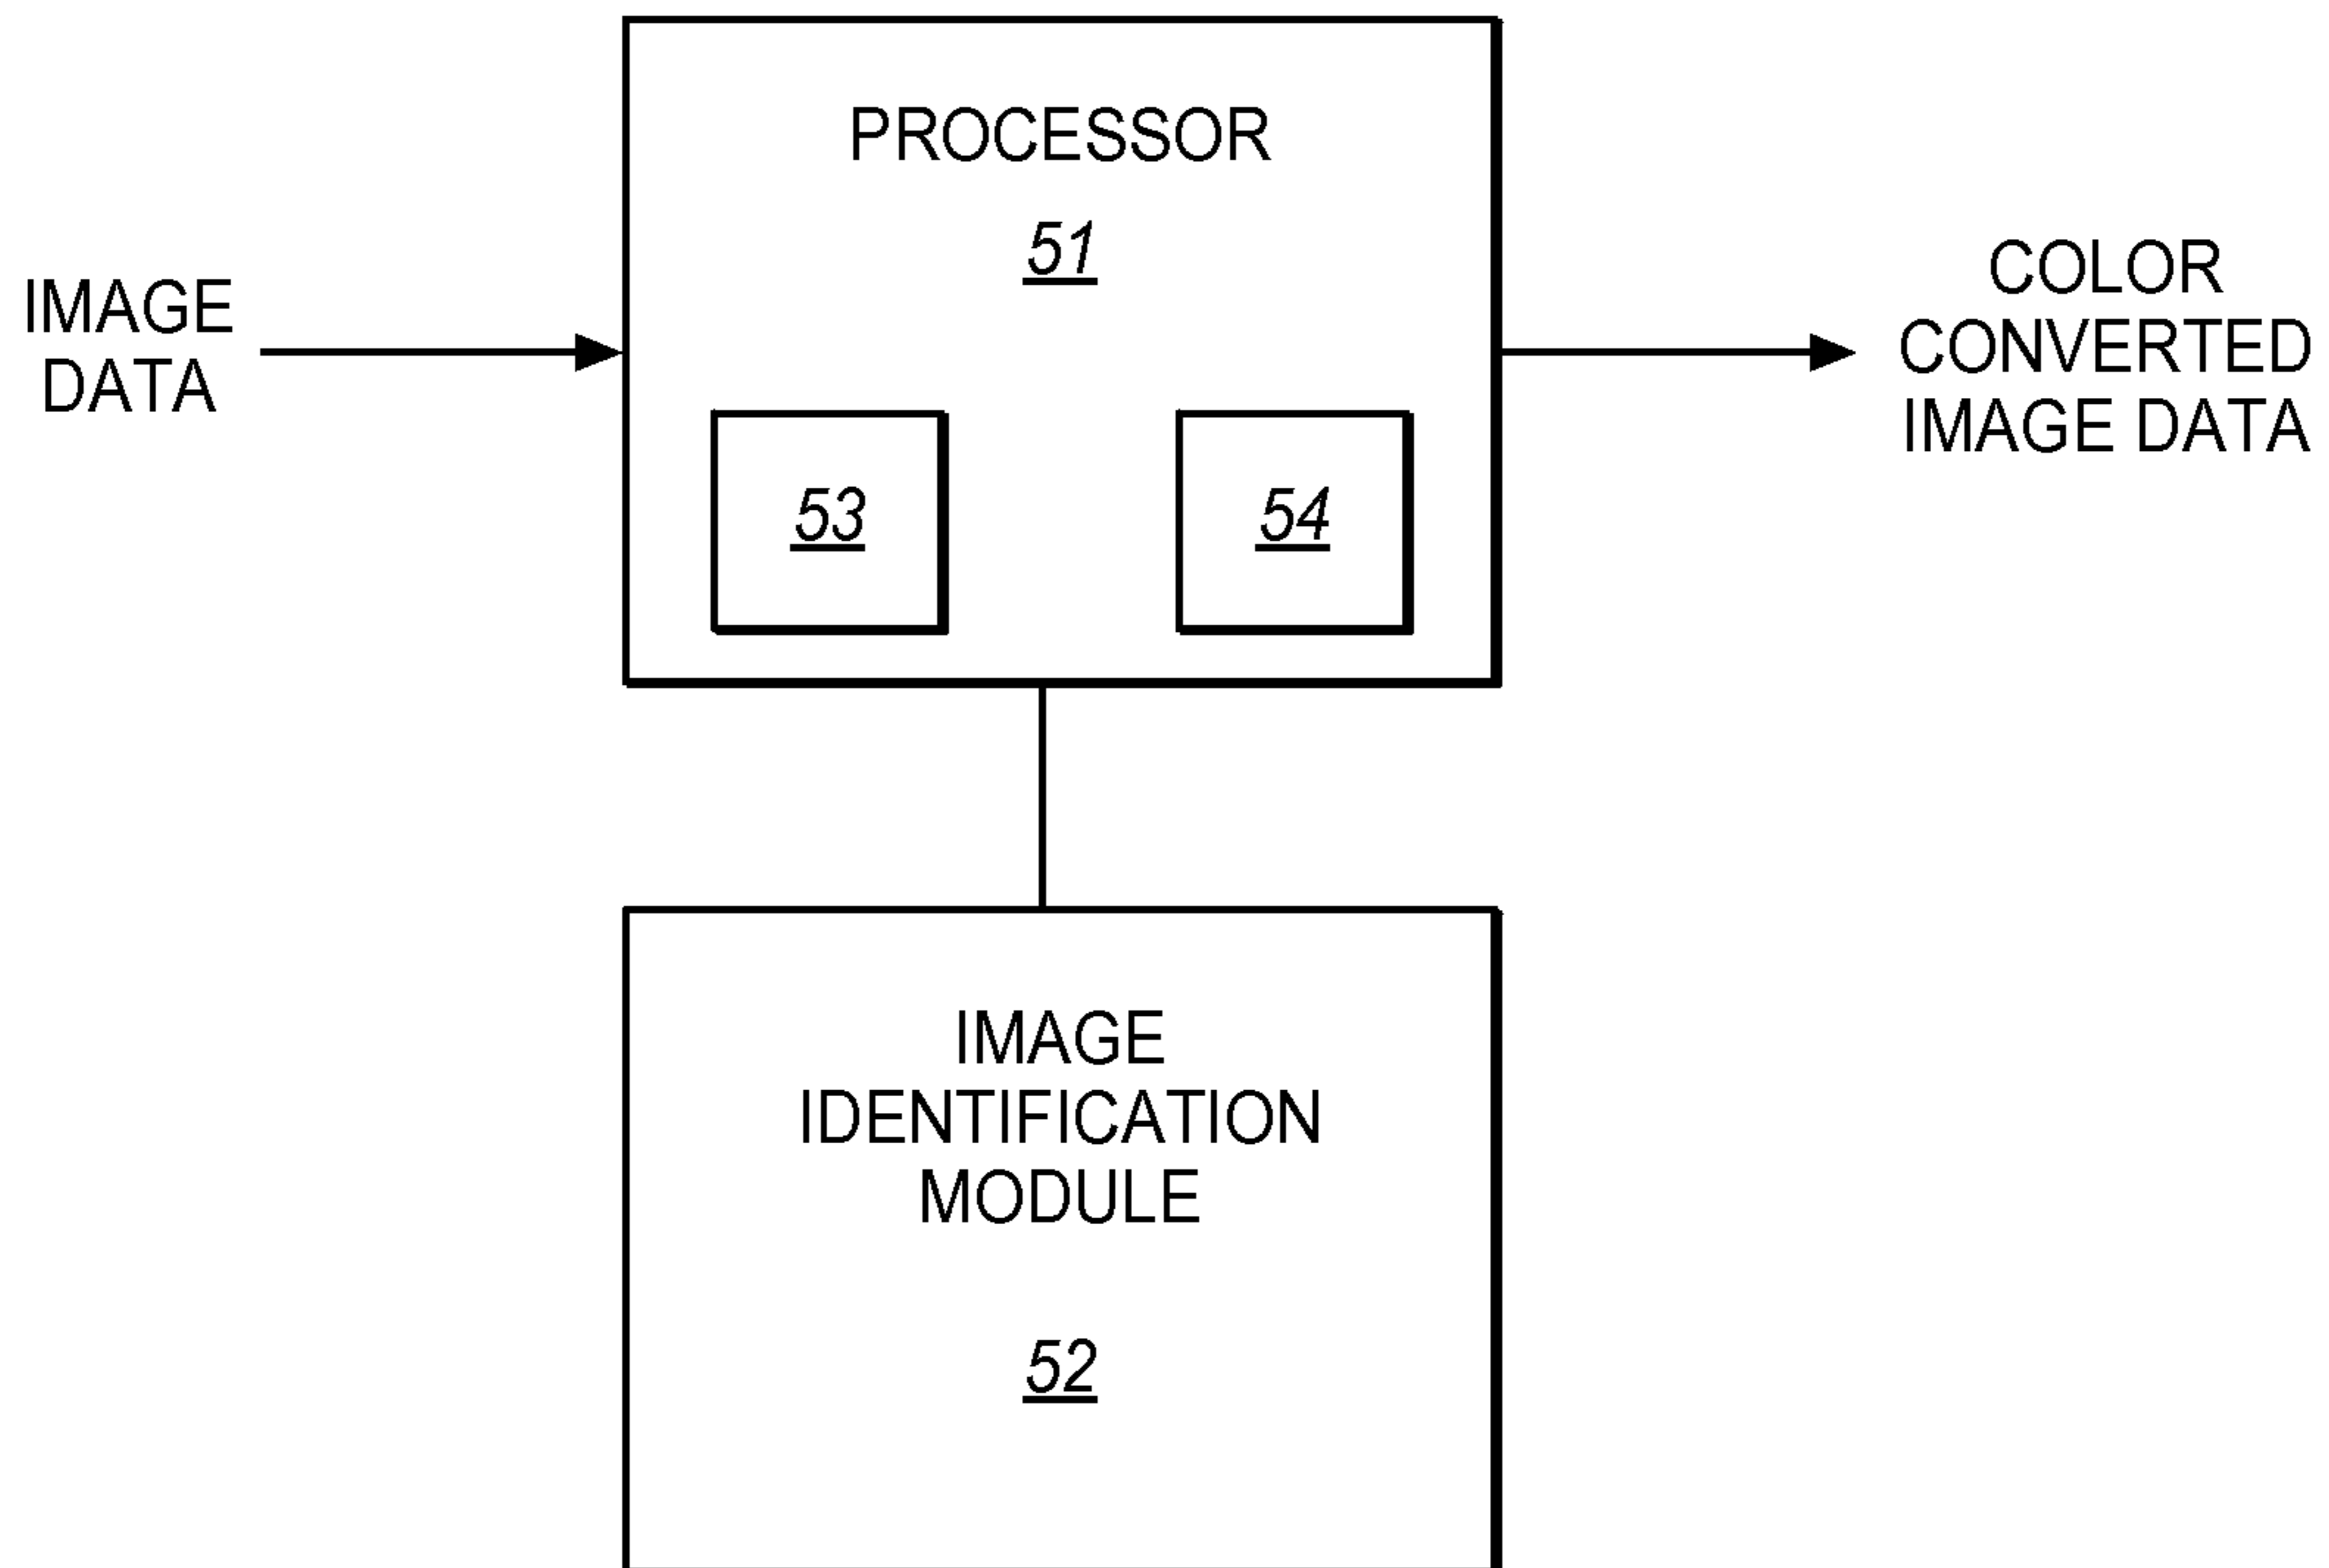 PROCESSOR
51
IMAGE
DATA
COLOR
CONVERTED
IMAGE DATA
53
54
IMAGE
IDENTIFICATION
MODULE
52